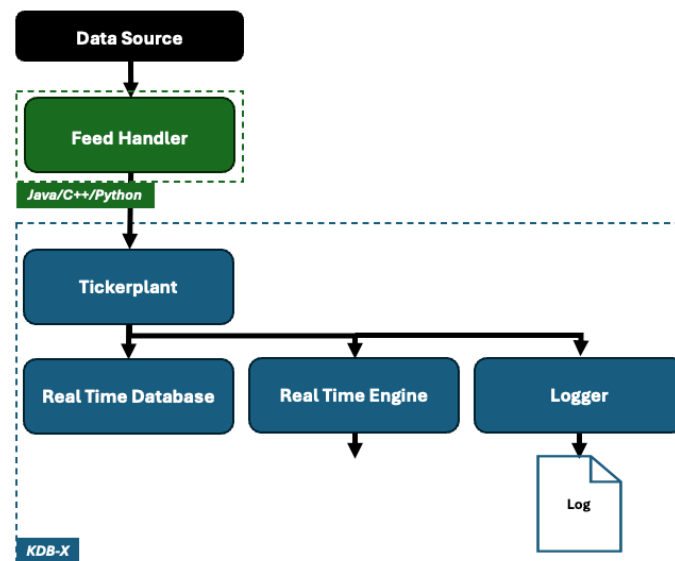 Data Source
Feed Handler
Java/C++/Python
Tickerplant
Real Time Database
Real Time Engine
Logger
Log
KDB-X